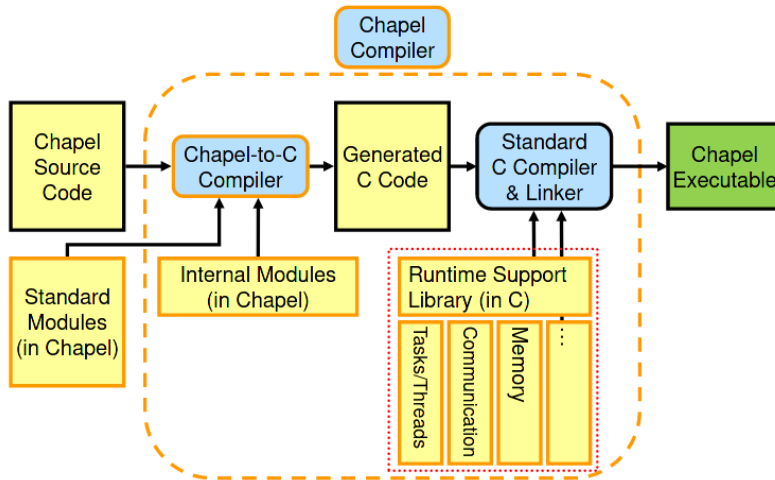 Chapel
Compiler
Chapel
Source
Code
Chapel-to-C
Compiler
Generated
C Code
Standard
C Compiler
& Linker
Chapel
Executable
Standard
Modules
(in Chapel)
Internal Modules
(in Chapel)
Runtime Support
Library (in C)
Tasks/Threads
Communication
Memory
...